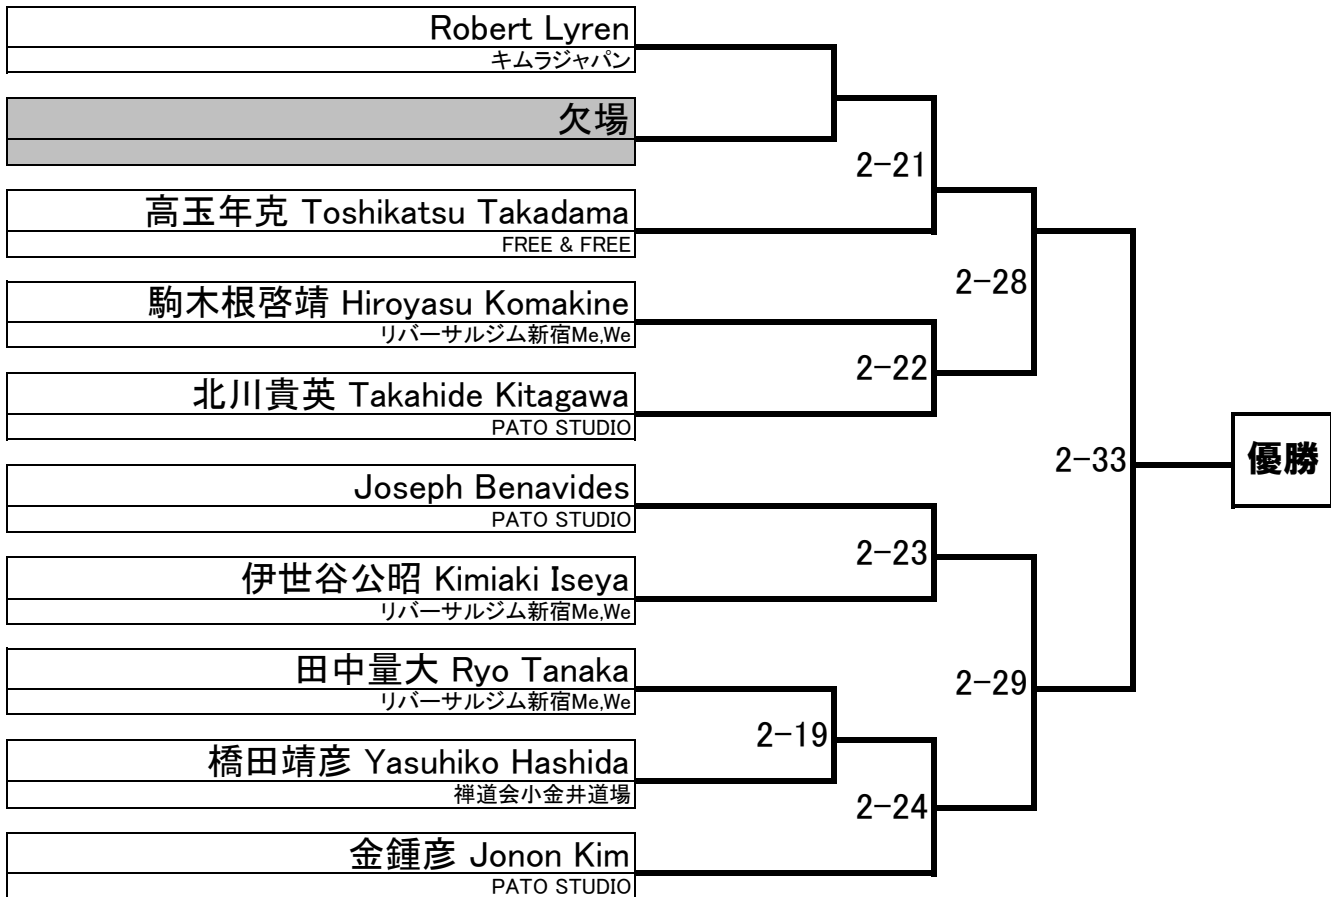 Robert Lyren
キムラジャパン
欠場
2-21
高玉年克 Toshikatsu Takadama
FREE & FREE
2-28
駒木根啓靖 Hiroyasu Komakine
リバーサルジム新宿Me,We
2-22
北川貴英 Takahide Kitagawa
PATO STUDIO
2-33
優勝
Joseph Benavides
PATO STUDIO
2-23
伊世谷公昭 Kimiaki Iseya
リバーサルジム新宿Me,We
田中量大 Ryo Tanaka
リバーサルジム新宿Me,We
2-29
2-19
橋田靖彦 Yasuhiko Hashida
禅道会小金井道場
2-24
金鍾彦 Jonon Kim
PATO STUDIO